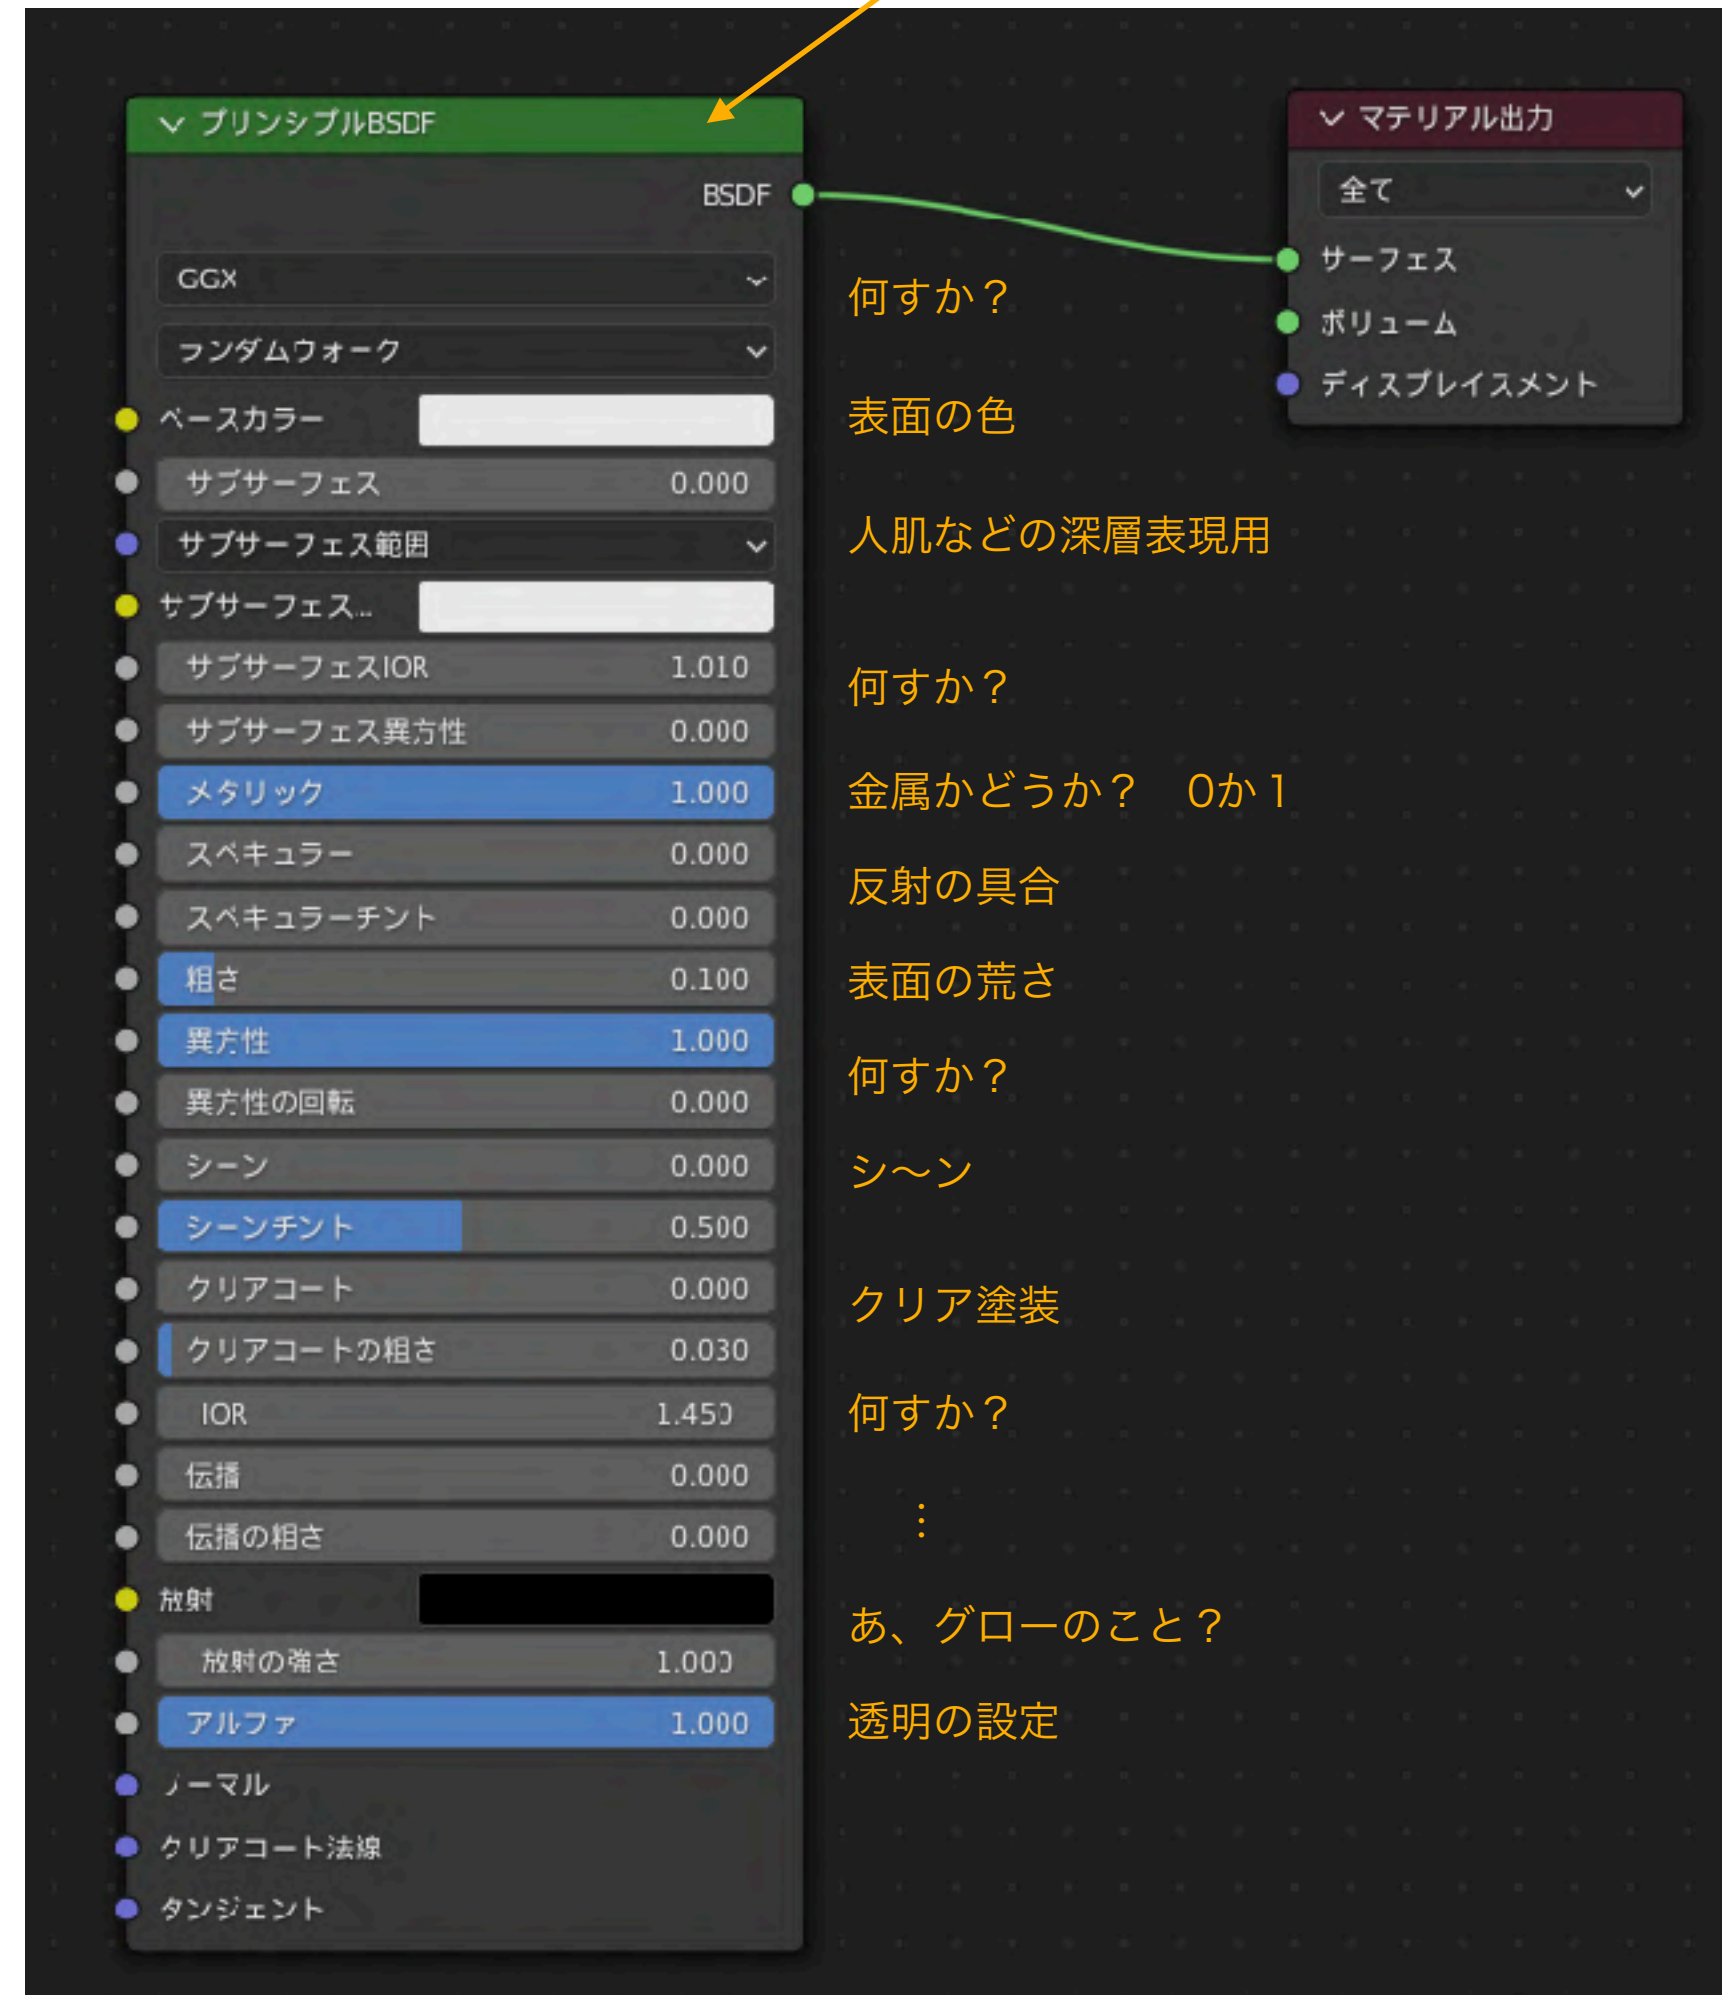 プリンシプルBSDF
BSDF
GGX
何すか？
ランダムウォーク
ベースカラー
表面の色
サブサーフェス 0.000
サブサーフェス範囲
人肌などの深層表現用
サブサーフェス...
サブサーフェスIOR 1.010
何すか？
サブサーフェス異方性 0.000
メタリック 1.000
金属かどうか？　0か１
スペキュラー 0.000
反射の具合
スペキュラーチント 0.000
粗さ 0.100
表面の荒さ
異方性 1.000
何すか？
異方性の回転 0.000
シーン 0.000
シ〜ン
シーンチント 0.500
クリアコート 0.000
クリア塗装
クリアコートの粗さ 0.030
IOR 1.450
何すか？
伝播 0.000
伝播の粗さ 0.000
︙
放射
あ、グローのこと？
放射の強さ 1.000
アルファ 1.000
透明の設定
ノーマル
クリアコート法線
タンジェント
マテリアル出力
全て
サーフェス
ボリューム
ディスプレイスメント